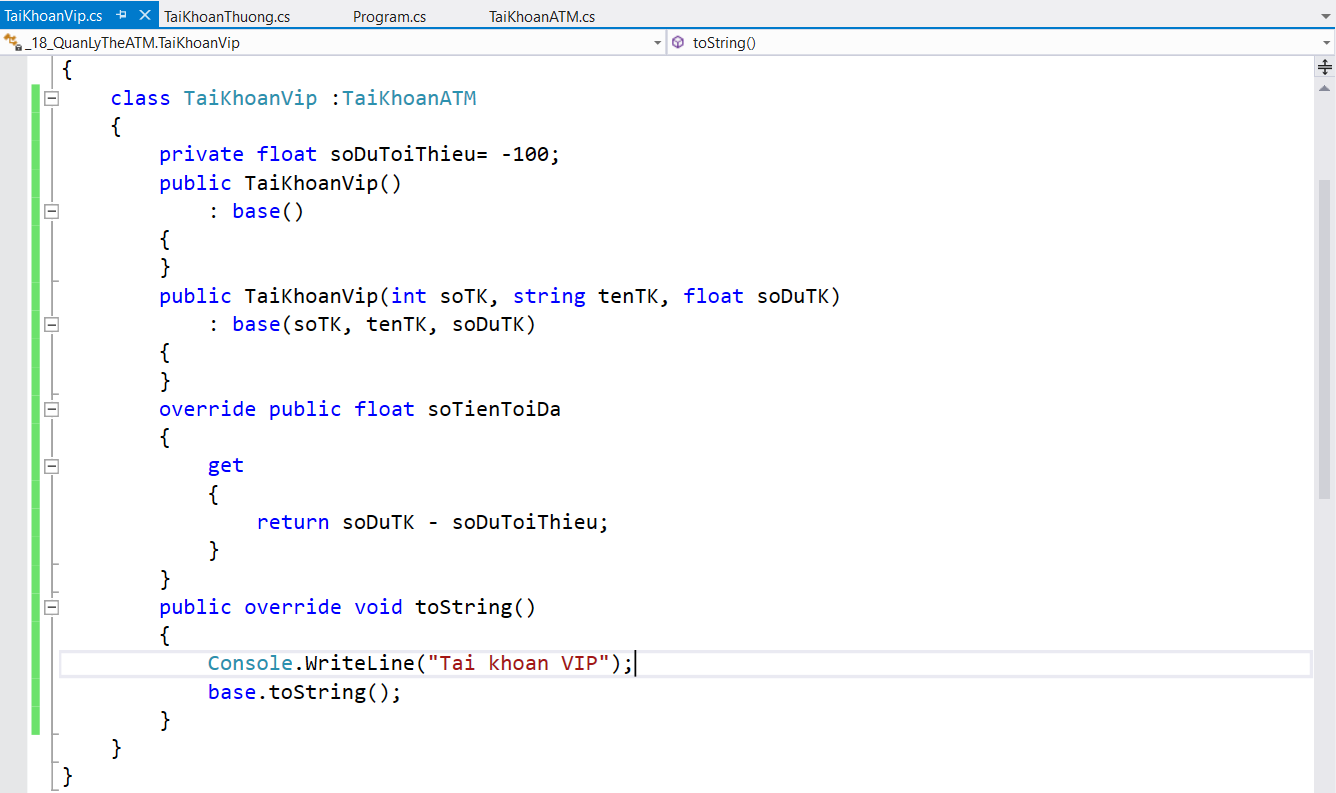 TaiKhoanVip.cs TaiKhoanThuong.cs Program.cs TaiKhoanATM.cs
_18_QuanLyTheATM.TaiKhoanVip toString()
{
class TaiKhoanVip :TaiKhoanATM
{
private float soDuToiThieu= -100;
public TaiKhoanVip()
: base()
{
}
public TaiKhoanVip(int soTK, string tenTK, float soDuTK)
: base(soTK, tenTK, soDuTK)
{
}
override public float soTienToiDa
{
get
{
return soDuTK - soDuToiThieu;
}
}
public override void toString()
{
Console.WriteLine("Tai khoan VIP");
base.toString();
}
}
}